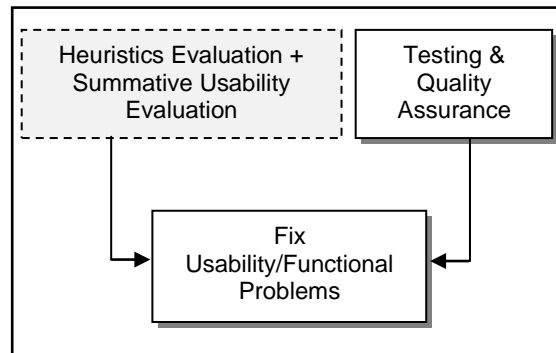 Heuristics Evaluation +
Summative Usability
Evaluation
Testing &
Quality
Assurance
Fix
Usability/Functional
Problems